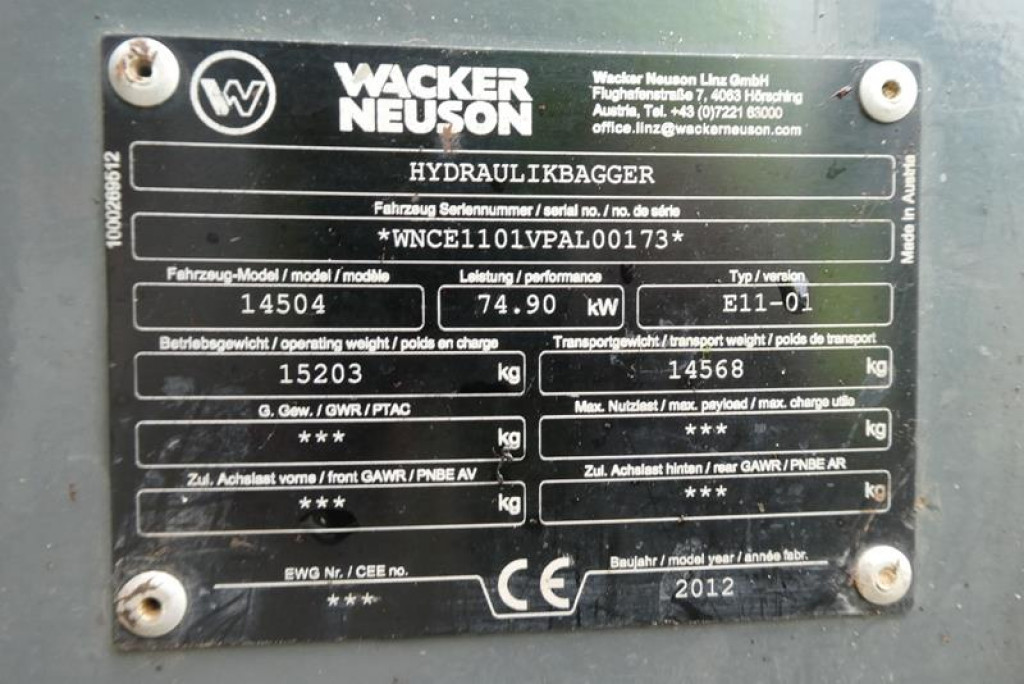 W
WACKER
NEUSON
Wacker Neuson Linz GmbH
Flughafenstraße 7, 4063 Hörsching
Austria, Tel. +43 (0)7221 63000
office.linz@wackerneuson.com
1000269612
HYDRAULIKBAGGER
Made in Austria
Fahrzeug Seriennummer / serial no. / no. de série
*WNCE1101VPAL00173*
Fahrzeug-Model / model / modèle
14504
Leistung / performance
74.90 kW
Typ / version
E11-01
Betriebsgewicht / operating weight / poids en charge
15203 kg
Transportgewicht / transport weight / poids de transport
14568 kg
G. Gew. / GWR / PTAC
*** kg
Max. Nutzlast / max. payload / max. charge utile
*** kg
Zul. Achslast vorne / front GAWR / PNBE AV
*** kg
Zul. Achslast hinten / rear GAWR / PNBE AR
*** kg
EWG Nr. / CEE no.
***
CE
Baujahr / model year / année fabr.
2012